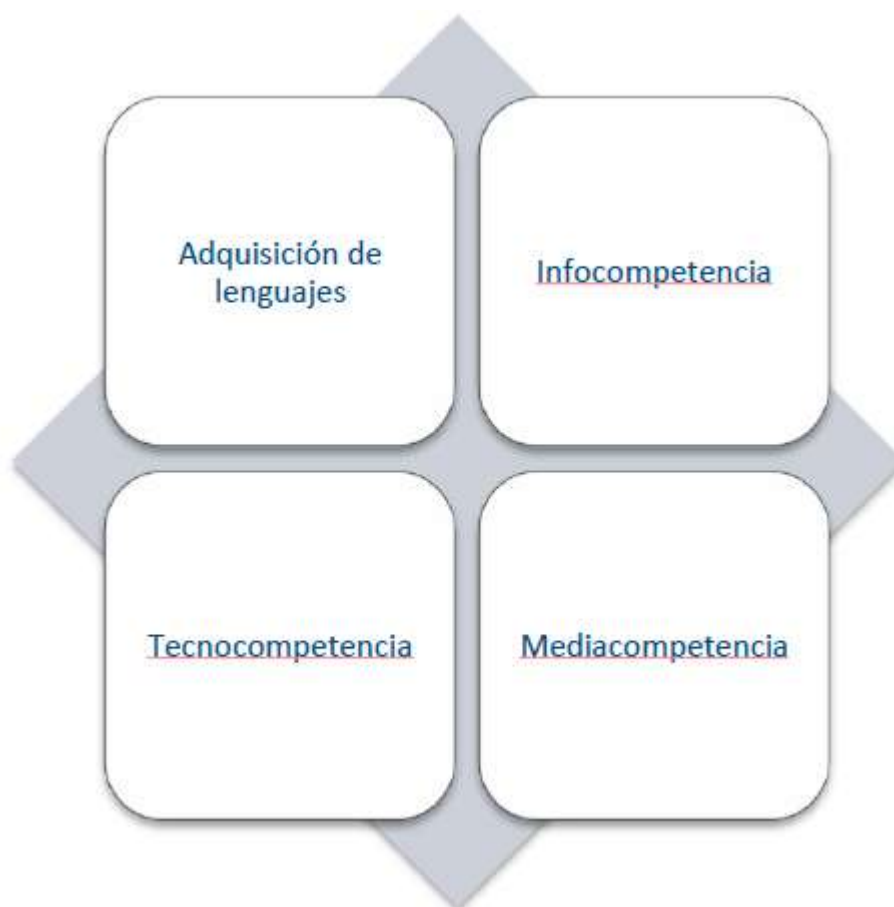 Adquisición de
lenguajes
Infocompetencia
Tecnocompetencia
Mediacompetencia